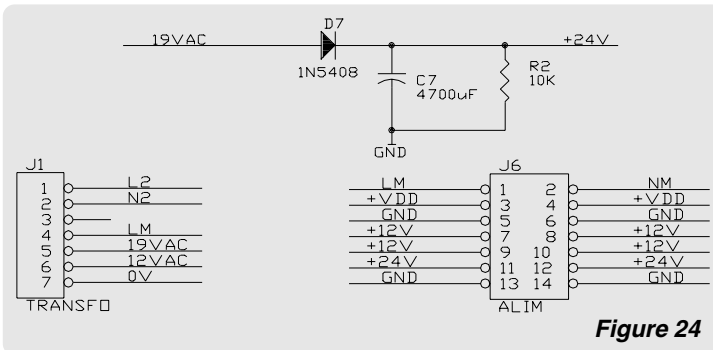 D7
19VAC
+24V
1N5408
R2
10K
C7
4700uF
GND
J1
1 L2
2 N2
3
4 LM
5 19VAC
6 12VAC
7 0V
TRANSFO
J6
LM 1 2 NM
+VDD 3 4 +VDD
GND 5 6 GND
+12V 7 8 +12V
+12V 9 10 +12V
+24V 11 12 +24V
GND 13 14 GND
ALIM
Figure 24